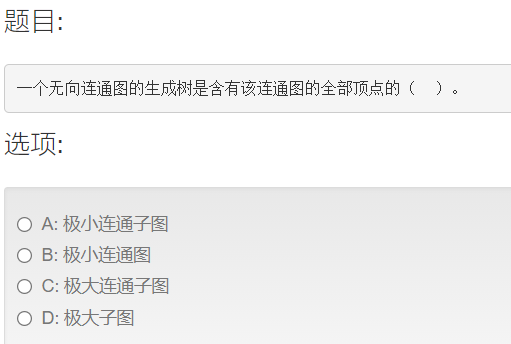 题目:
一个无向连通图的生成树是含有该连通图的全部顶点的（  ）。
选项:
A: 极小连通子图
B: 极小连通图
C: 极大连通子图
D: 极大子图